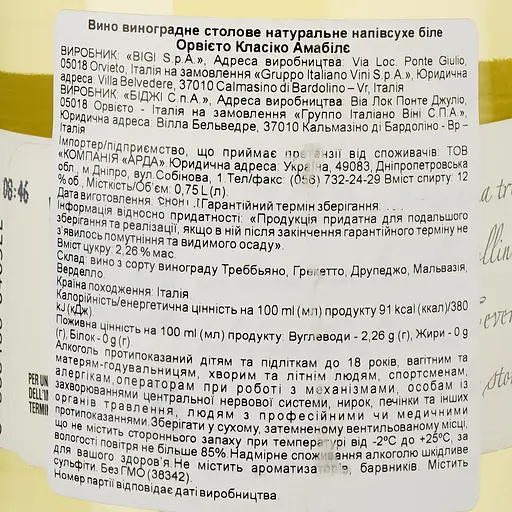 Вино виноградне столове натуральне напівсухе біле
Орвієто Класіко Амабілє
ВИРОБНИК: «BIGI S.p.A.», Адреса виробництва: Via Loc. Ponte Giulio,
05018 Orvieto, Італія на замовлення «Gruppo Italiano Vini S.P.A.», Юридична
адреса: Villa Belvedere, 37010 Calmasino di Bardolino – Vr, Італія
ВИРОБНИК: «БІДЖІ С.п.А.», Адреса виробництва: Віа Лок Понте Джуліо,
05018 Орвієто - Італія на замовлення «Группо Італіано Віні С.П.А.»,
Юридична адреса: Вілла Бельведере, 37010 Кальмазіно ді Бардоліно - Вр –
Італія
Імпортер/підприємство, що приймає претензії від споживачів: ТОВ
«КОМПАНІЯ «АРДА» Юридична адреса: Україна, 49083, Дніпропетровська
обл., м Дніпро, вул Собінова, 1.Тел/факс: (056) 732-24-29 Вміст спирту: 12
% об., Місткість/Об'єм: 0,75 L (л).
Дата виготовлення: Гарантійний термін зберігання:
Інформація відносно придатності: «Продукція придатна для подальшого
зберігання та реалізації, якщо в ній після закінчення гарантійного терміну не
з'явилось помутніння та видимого осаду».
Вміст цукру: 2,26 % мас.
Склад: вино з сорту винограду Треббьяно, Грекетто, Друпеджо, Мальвазія,
Верделло.
Країна походження: Італія
Калорійність/енергетична цінність на 100 ml (мл) продукту 91 kcal (ккал)/380
kJ (кДж).
Поживна цінність на 100 ml (мл) продукту: Вуглеводи - 2,26 g (г), Жири - 0 g
(г), Білок - 0 g (г).
Алкоголь протипоказаний дітям та підліткам до 18 років, вагітним та
матерям-годувальницям, хворим та літнім людям, спортсменам,
алергікам, операторам при роботі з механізмами, особам із
захворюваннями центральної нервової системи, нирок, печінки та інших
органів травлення, людям з професійними чи медичними
протипоказаннями. Зберігати у сухому, затемненому вентильованому місці,
що не містить стороннього запаху при температурі від -2ºС до +25ºС, за
вологості повітря не більше 85%. Надмірне споживання алкоголю шкідливе
для вашого здоров'я. Не містить ароматизаторів, барвників. Містить
сульфіти. Без ГМО (38342).
Номер партії відповідає даті виробництва.
08:46
PER UN
DELL'I
TERMI